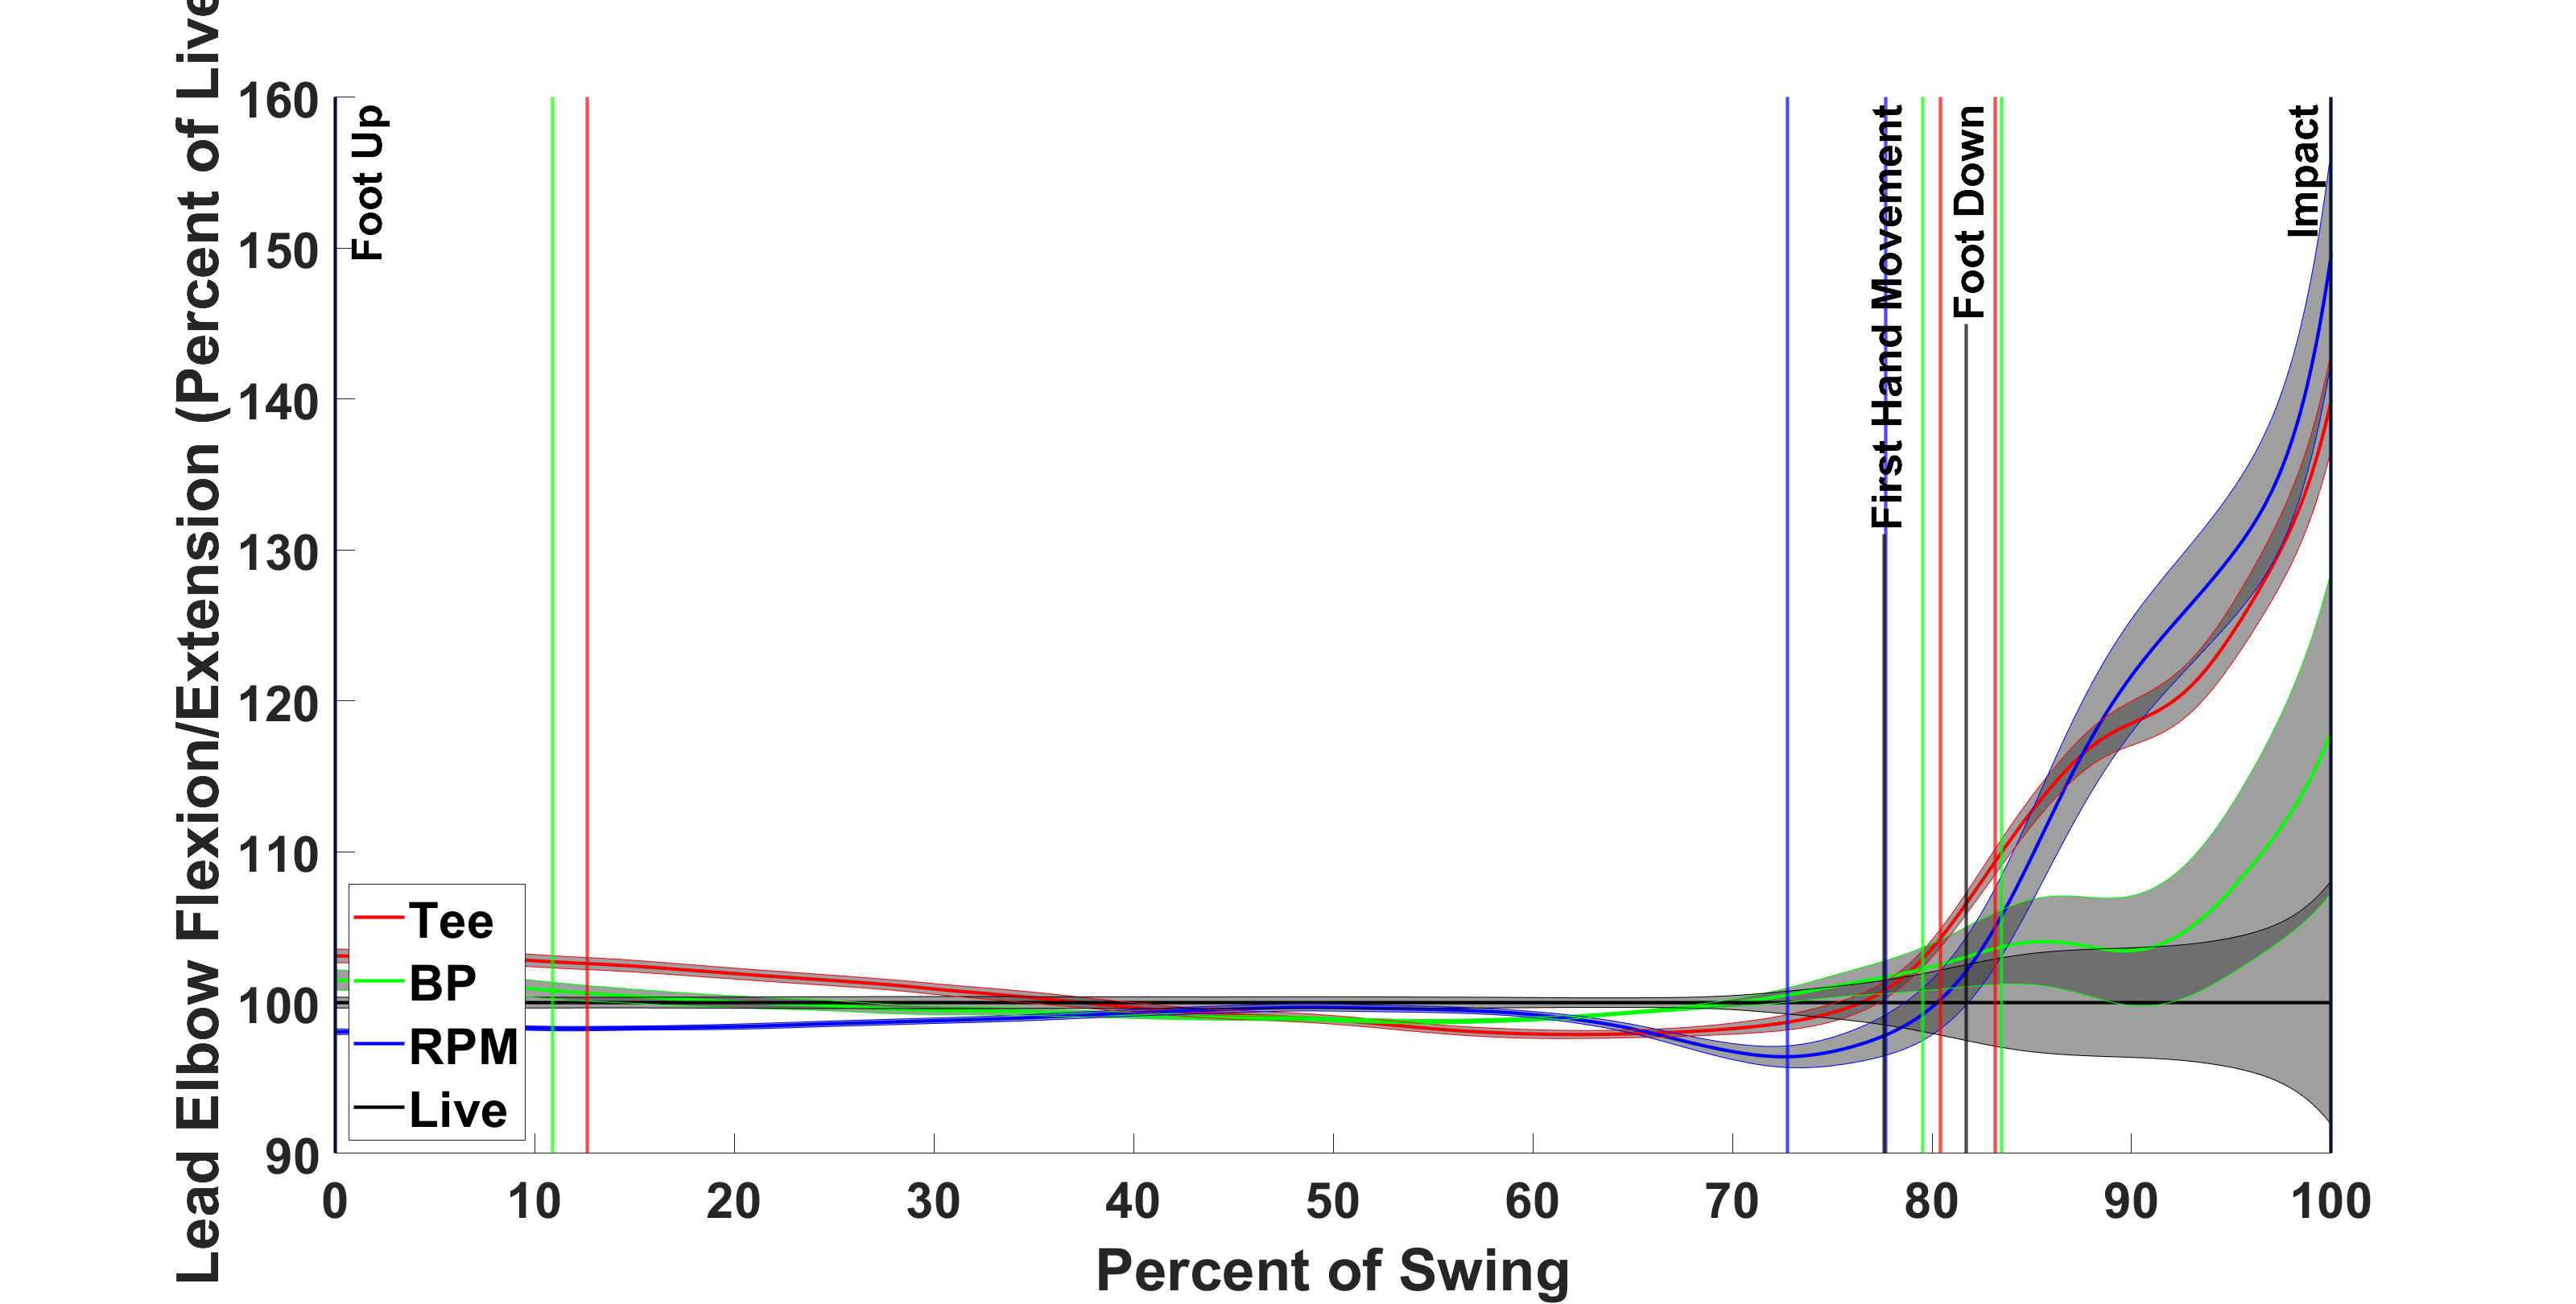 Lead Elbow Flexion/Extension (Percent of Live
160
150
140
130
120
110
100
90
Foot Up
First Hand Movement
Foot Down
Impact
Tee
BP
RPM
Live
0 10 20 30 40 50 60 70 80 90 100
Percent of Swing